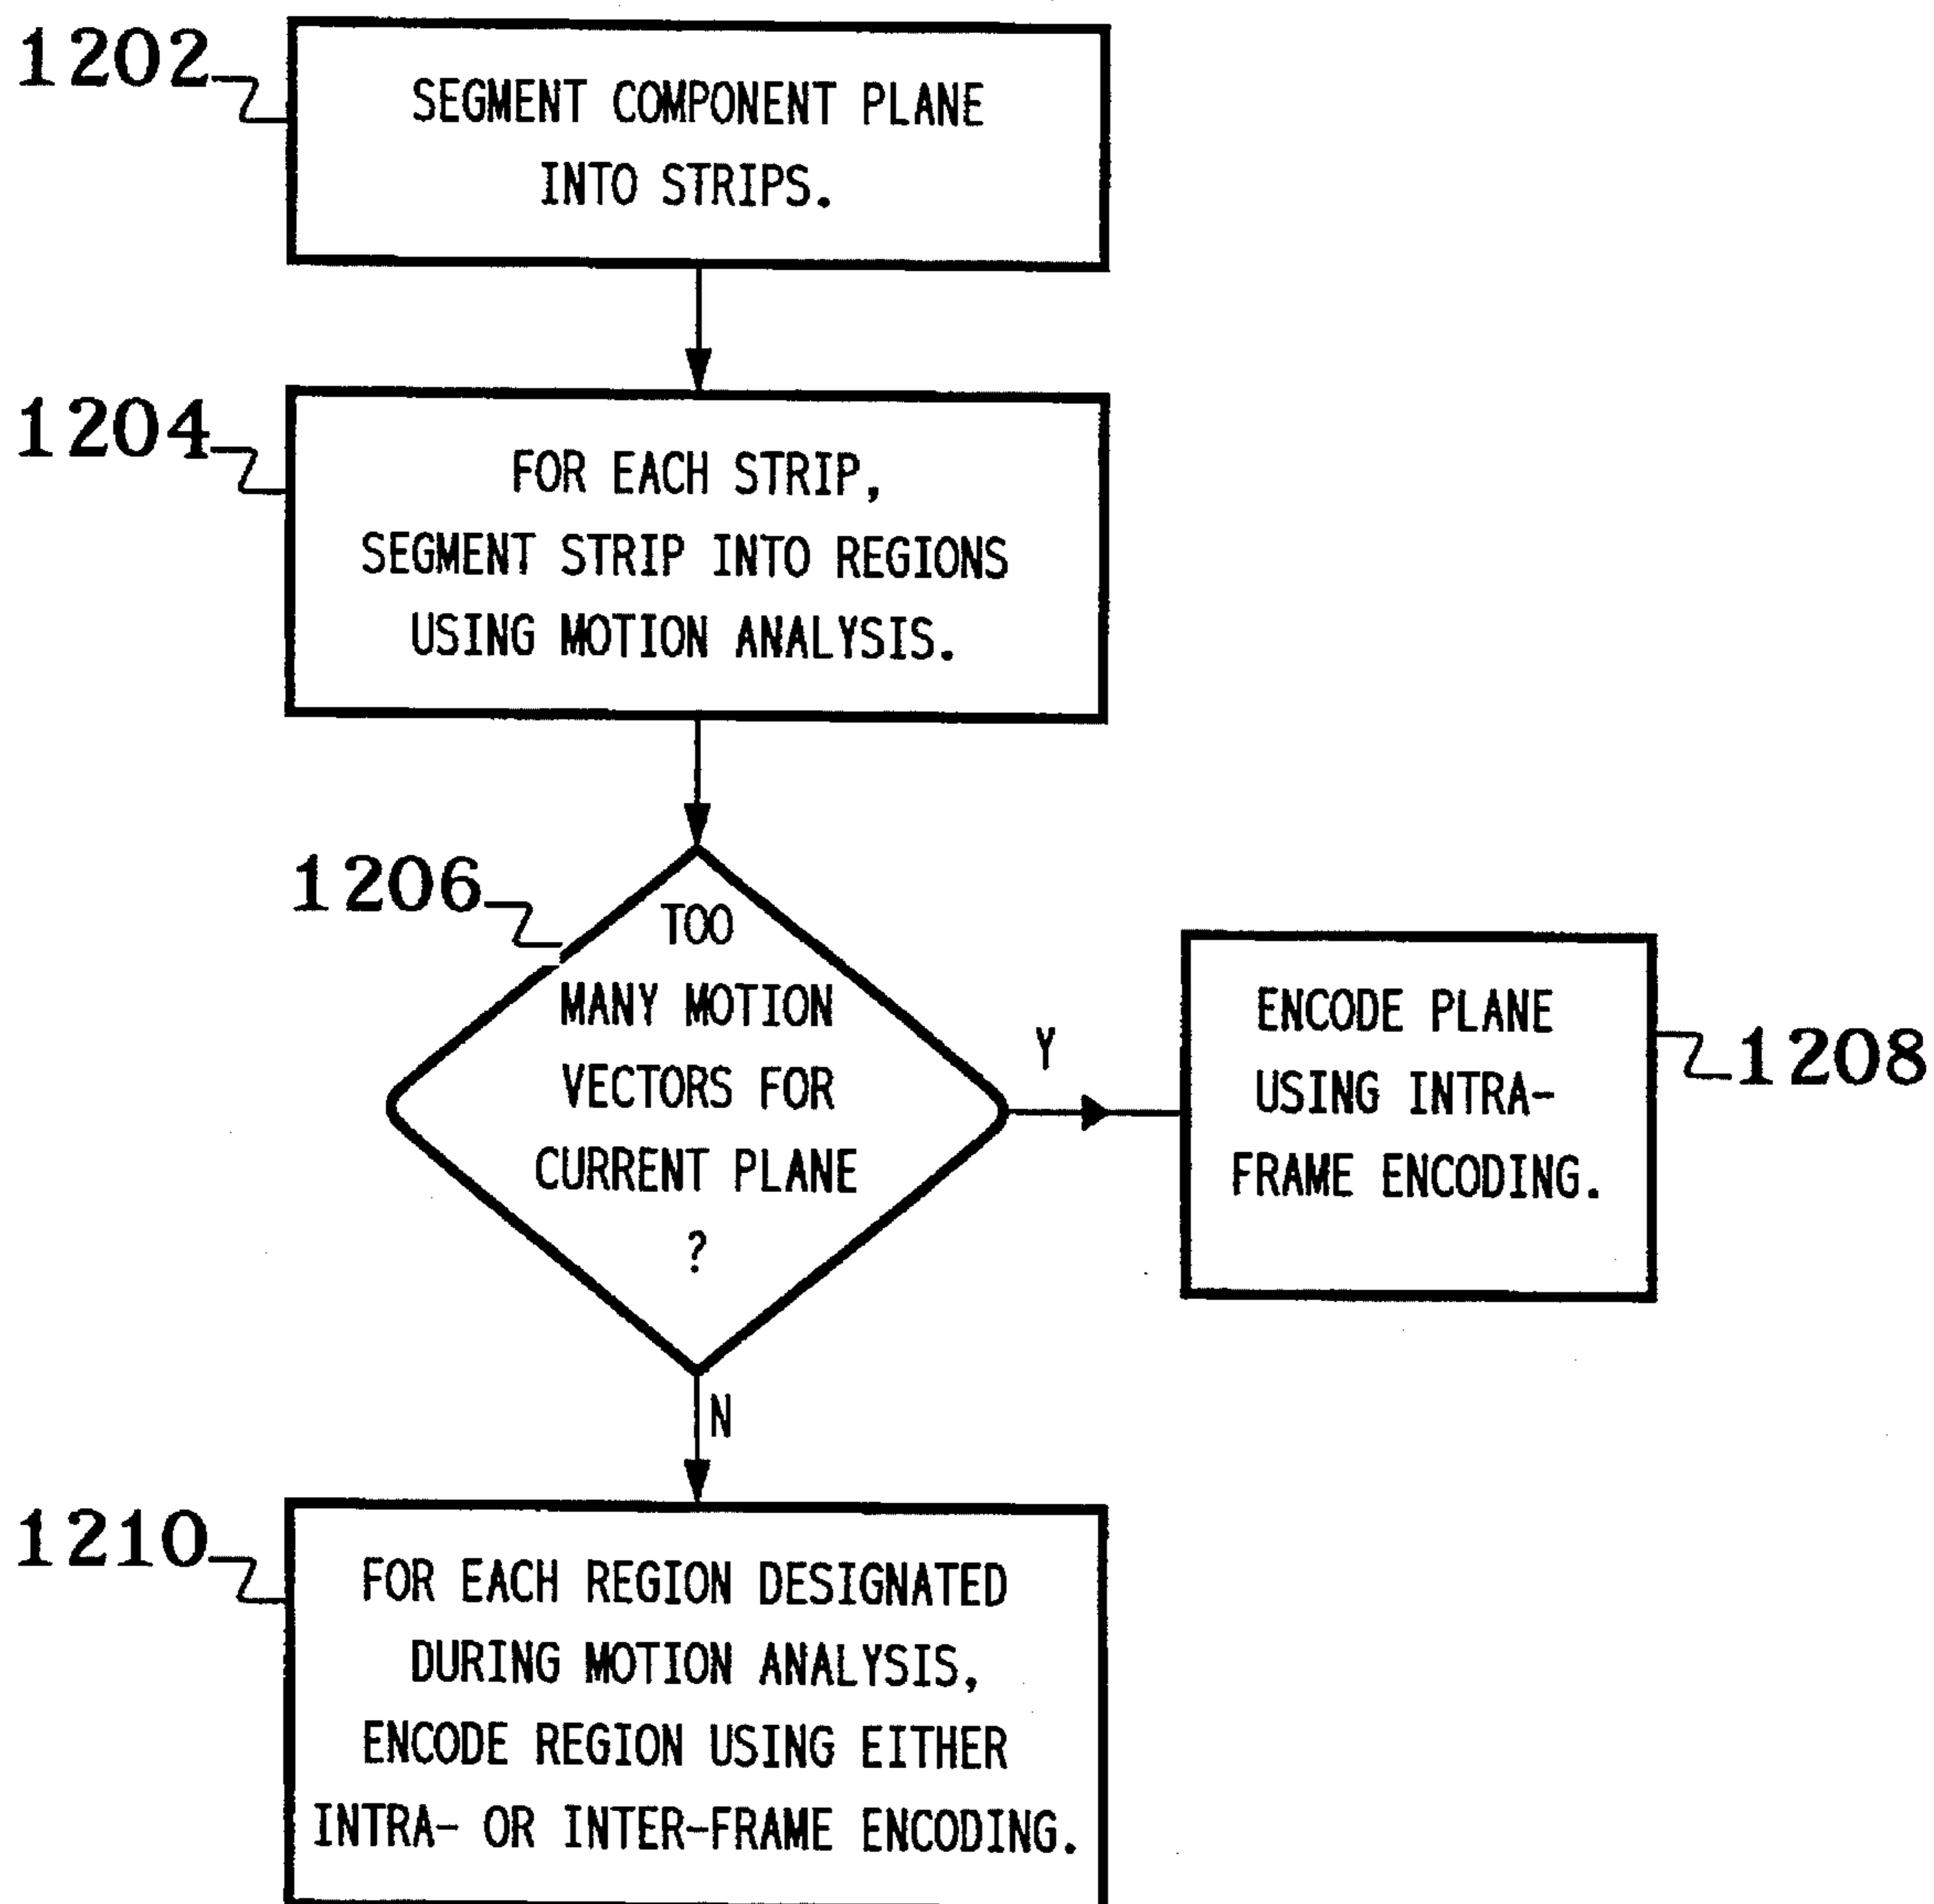 1202
SEGMENT COMPONENT PLANE
INTO STRIPS.
1204
FOR EACH STRIP,
SEGMENT STRIP INTO REGIONS
USING MOTION ANALYSIS.
1206
TOO
MANY MOTION
VECTORS FOR
CURRENT PLANE
?
Y
ENCODE PLANE
USING INTRA-
FRAME ENCODING.
1208
N
1210
FOR EACH REGION DESIGNATED
DURING MOTION ANALYSIS,
ENCODE REGION USING EITHER
INTRA- OR INTER-FRAME ENCODING.